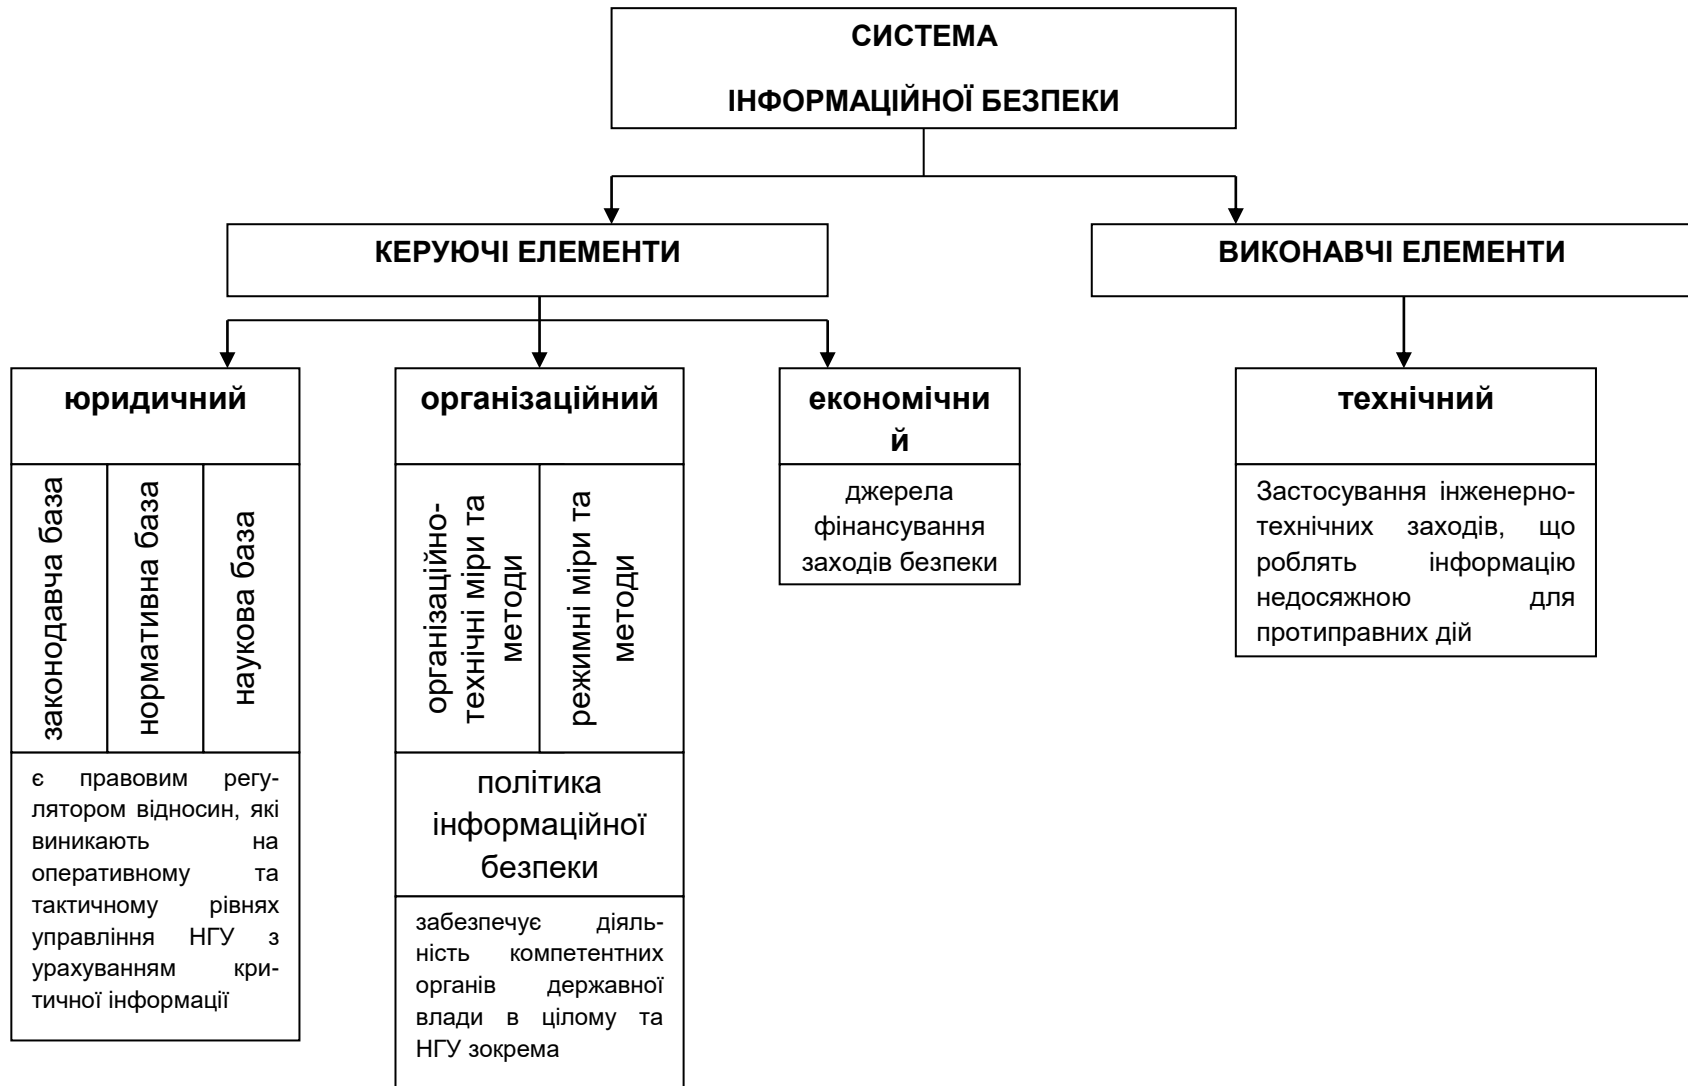 СИСТЕМА
ІНФОРМАЦІЙНОЇ БЕЗПЕКИ
КЕРУЮЧІ ЕЛЕМЕНТИ
ВИКОНАВЧІ ЕЛЕМЕНТИ
юридичний
законодавча база
нормативна база
наукова база
є правовим регу-
лятором відносин, які
виникають на
оперативному та
тактичному рівнях
управління НГУ з
урахуванням кри-
тичної інформації
організаційний
організаційно-
технічні міри та
методи
режимні міри та
методи
політика
інформаційної
безпеки
забезпечує діяль-
ність компетентних
органів державної
влади в цілому та
НГУ зокрема
економічни
й
джерела
фінансування
заходів безпеки
технічний
Застосування інженерно-
технічних заходів, що
роблять інформацію
недосяжною для
протиправних дій